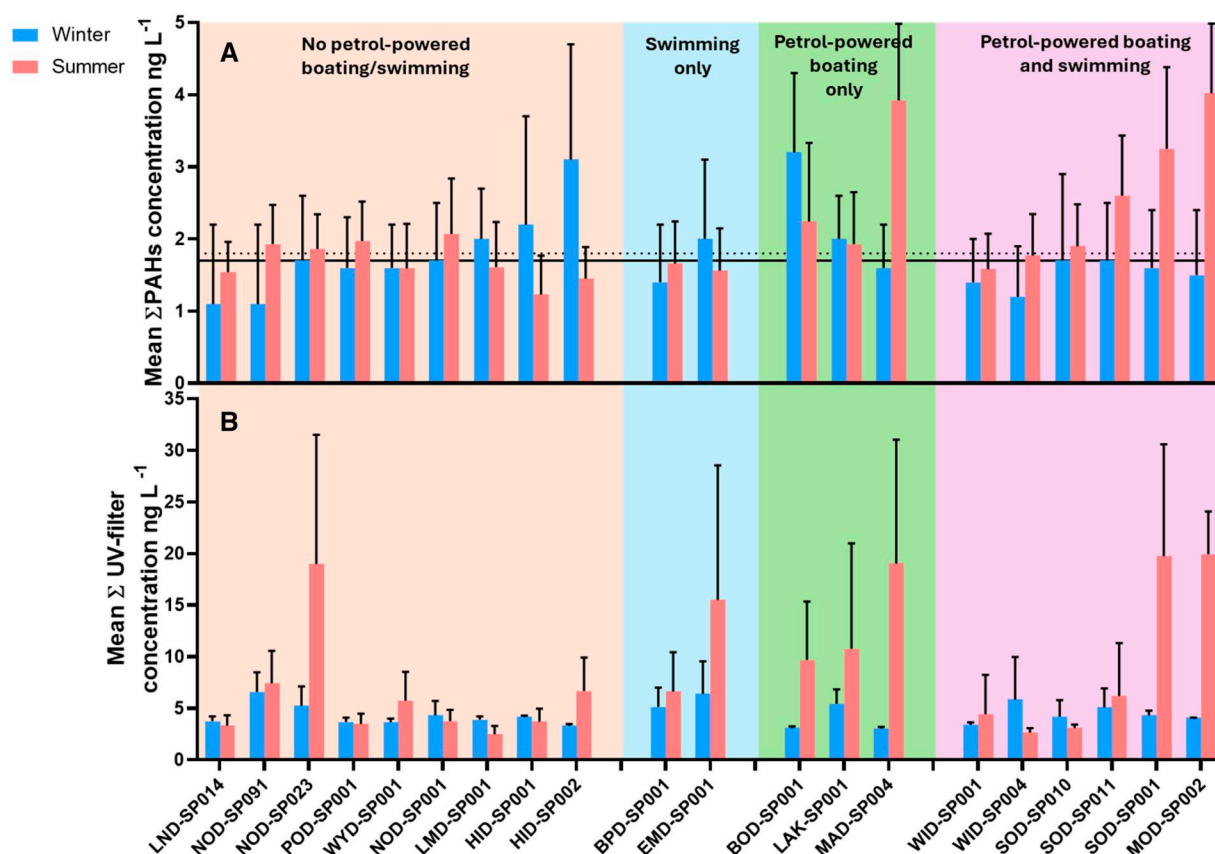 Winter
Summer
A
No petrol-powered
boating/swimming
Swimming
only
Petrol-powered
boating
only
Petrol-powered boating
and swimming
Mean ΣPAHs concentration ng L⁻¹
5
4
3
2
1
0
B
Mean Σ UV-filter
concentration ng L⁻¹
35
30
25
20
15
10
5
0
LND-SP014
NOD-SP091
NOD-SP023
POD-SP001
WYD-SP001
NOD-SP001
LMD-SP001
HID-SP001
HID-SP002
BPD-SP001
EMD-SP001
BOD-SP001
LAK-SP001
MAD-SP004
WID-SP001
WID-SP004
SOD-SP010
SOD-SP011
SOD-SP001
MOD-SP002